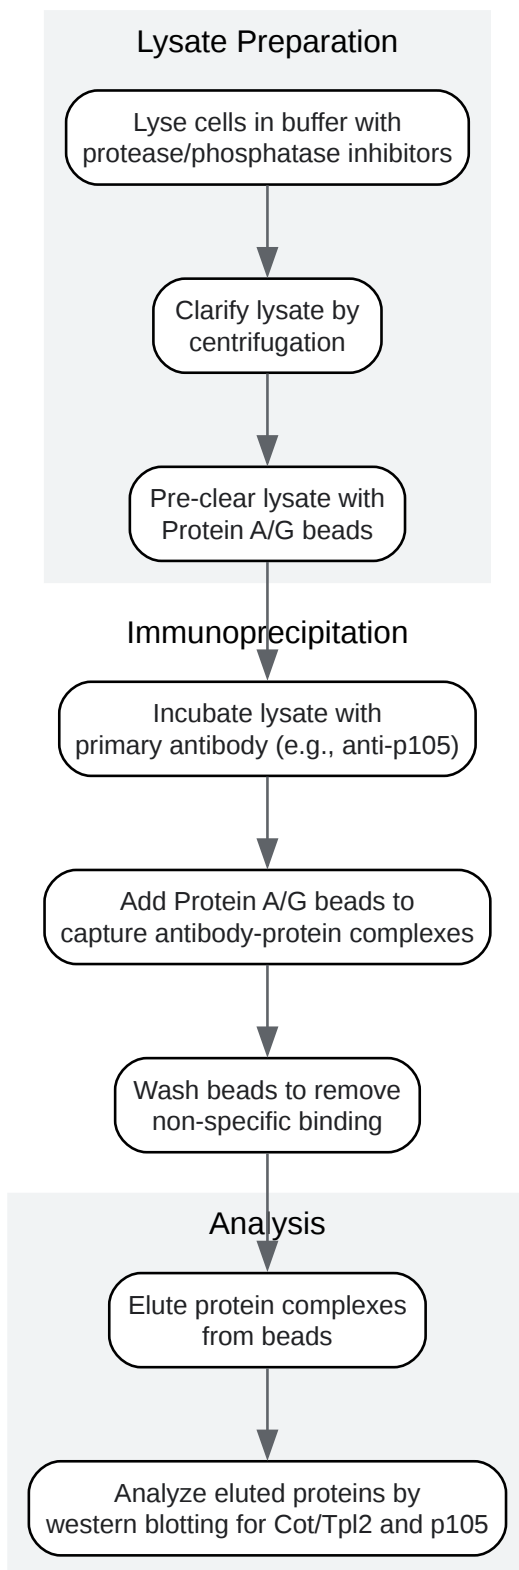 Lysate Preparation
Lyse cells in buffer with
protease/phosphatase inhibitors
Clarify lysate by
centrifugation
Pre-clear lysate with
Protein A/G beads
Immunoprecipitation
Incubate lysate with
primary antibody (e.g., anti-p105)
Add Protein A/G beads to
capture antibody-protein complexes
Wash beads to remove
non-specific binding
Analysis
Elute protein complexes
from beads
Analyze eluted proteins by
western blotting for Cot/Tpl2 and p105